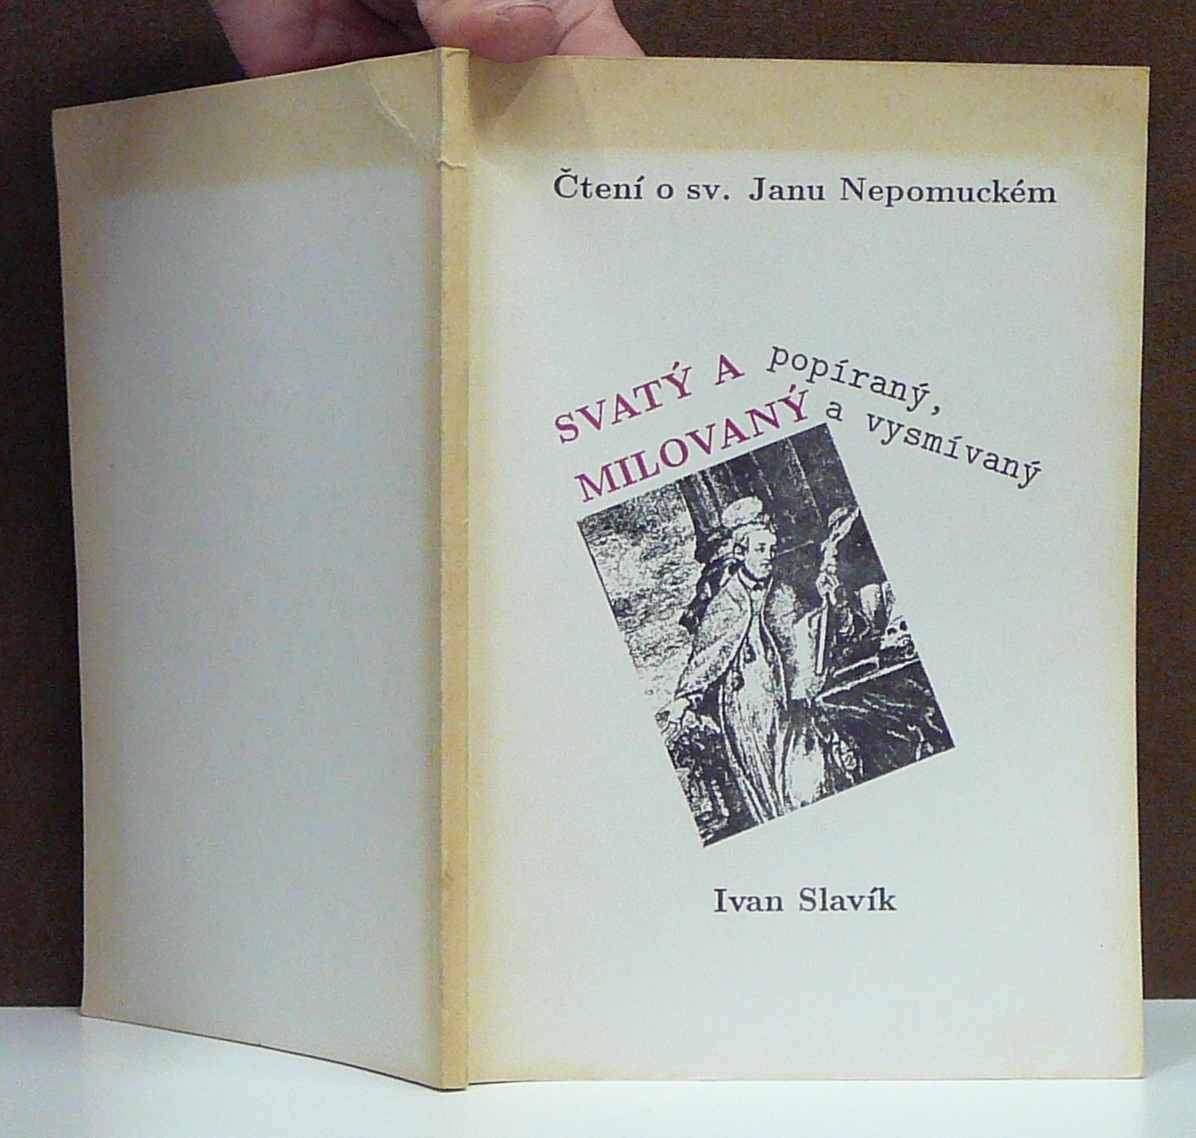 Čtení o sv. Janu Nepomuckém
SVATÝ A popíraný,
MILOVANÝ a vysmívaný
Ivan Slavík